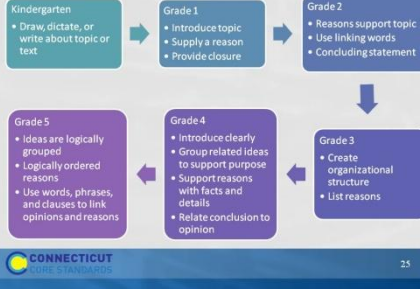 Kindergarten
• Draw, dictate, or
write about topic or
text
Grade 1
• Introduce topic
• Supply a reason
• Provide closure
Grade 2
• Reasons support topic
• Use linking words
• Concluding statement
Grade 3
• Create
organizational
structure
• List reasons
Grade 4
• Introduce clearly
• Group related ideas
to support purpose
• Support reasons
with facts and
details
• Relate conclusion to
opinion
Grade 5
• Ideas are logically
grouped
• Logically ordered
reasons
• Use words, phrases,
and clauses to link
opinions and reasons
CONNECTICUT
CORE STANDARDS
25